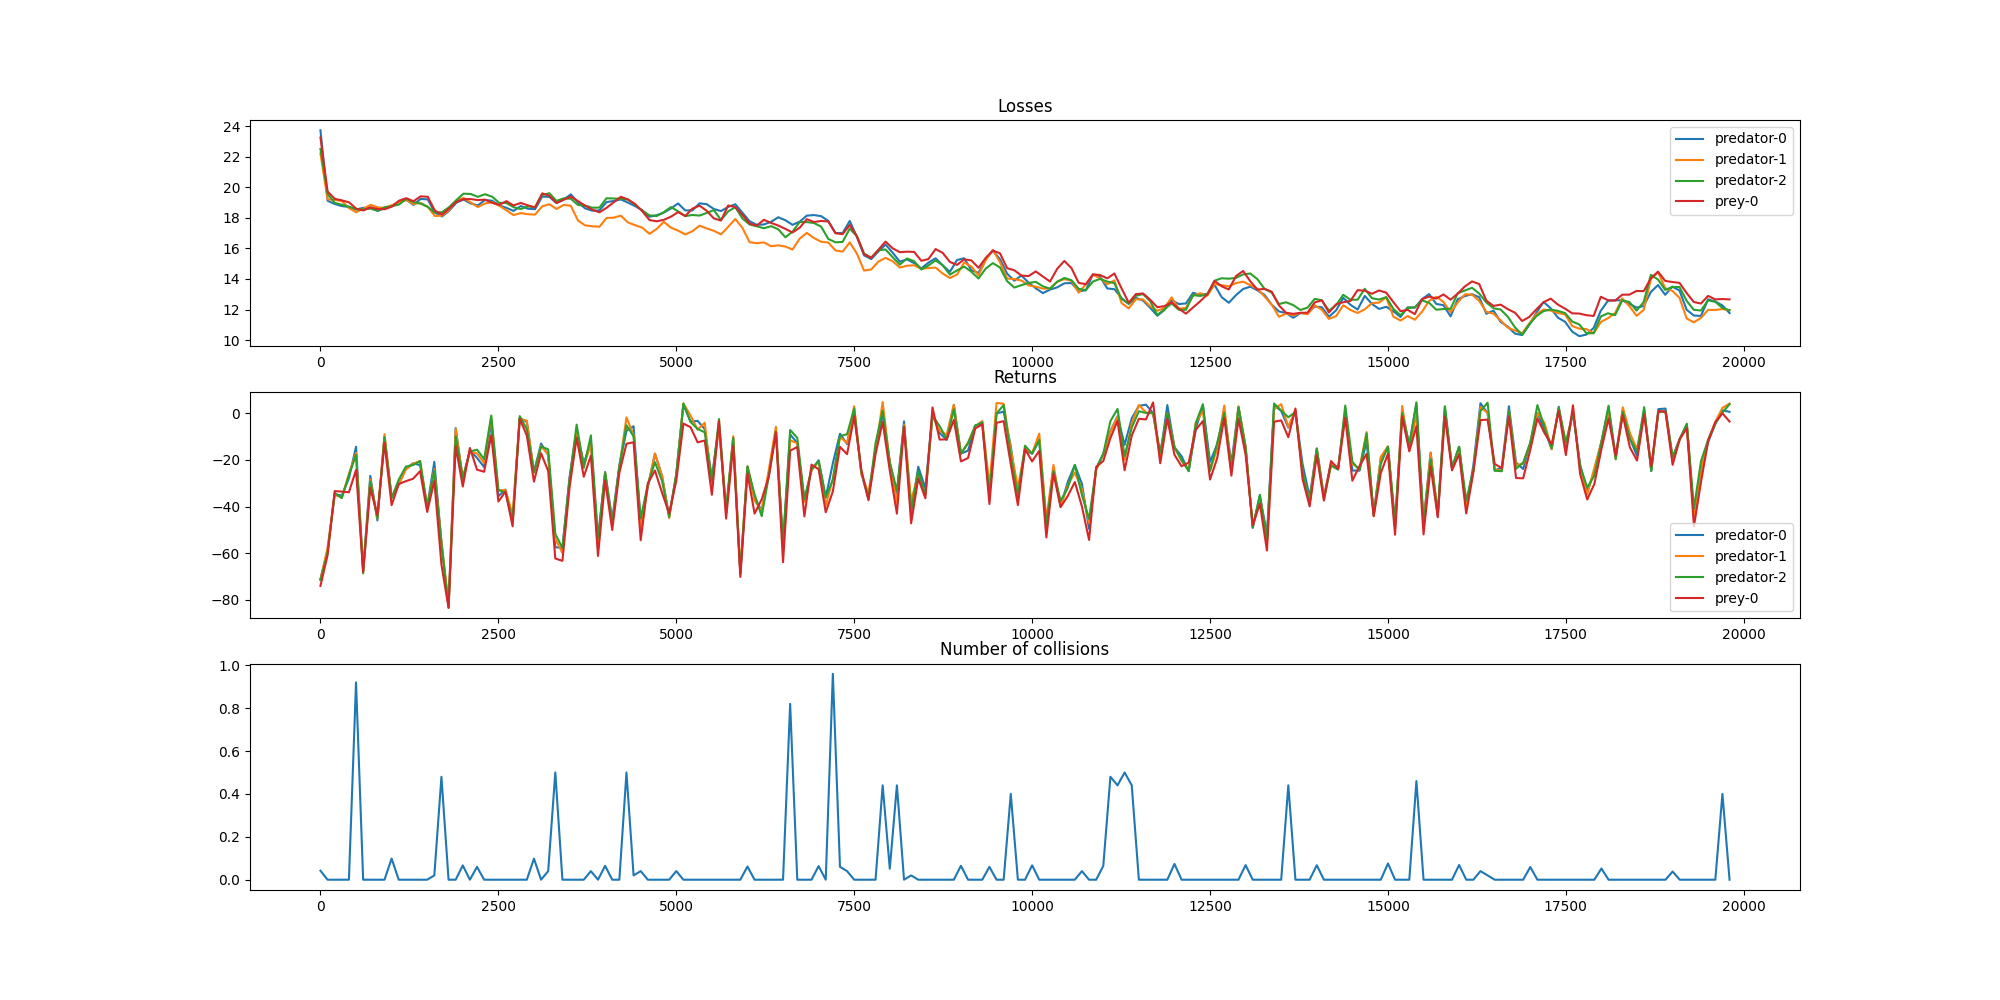 Losses
24
22
20
18
16
14
12
10
predator-0
predator-1
predator-2
prey-0
0 2500 5000 7500 10000 12500 15000 17500 20000
Returns
0
−20
−40
−60
−80
predator-0
predator-1
predator-2
prey-0
0 2500 5000 7500 10000 12500 15000 17500 20000
Number of collisions
1.0
0.8
0.6
0.4
0.2
0.0
0 2500 5000 7500 10000 12500 15000 17500 20000